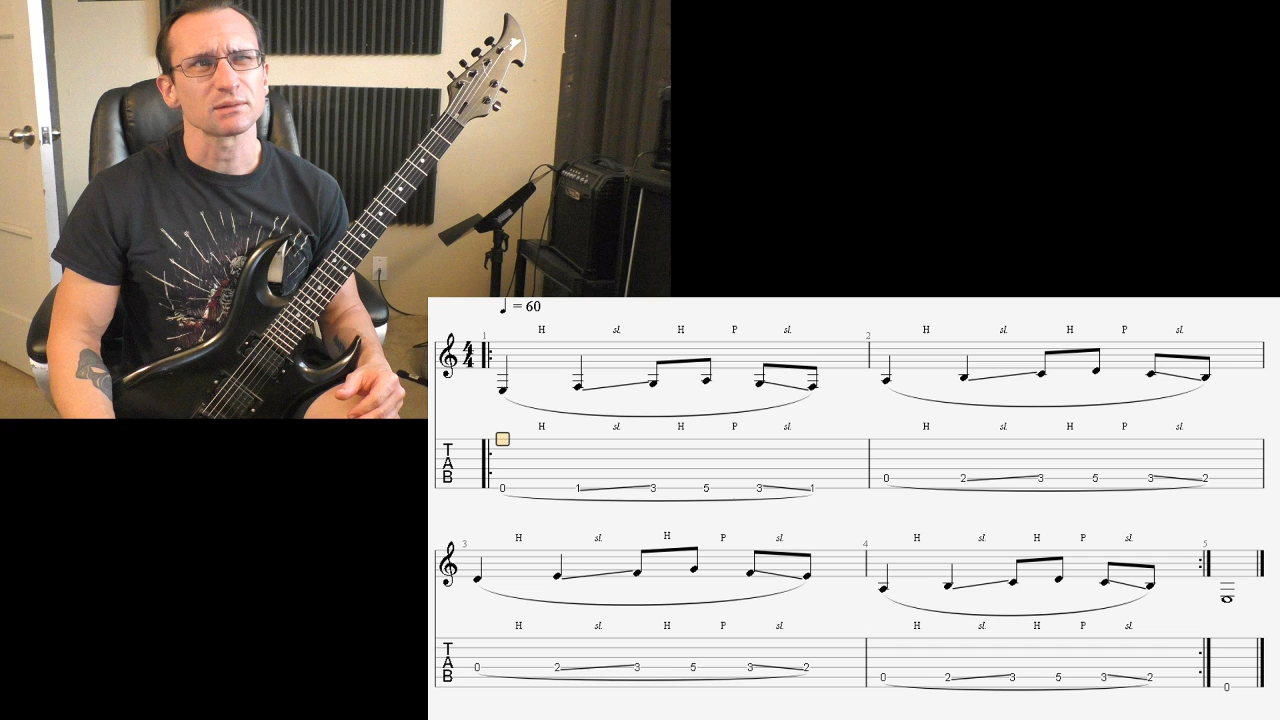 ♩ = 60
1 H sl. H P sl. 2 H sl. H P sl.
4 4
H sl. H P sl. H sl. H P sl.
T A B 0 1 3 5 3 1 0 2 3 5 3 2
3 H sl. H P sl. 4 H sl. H P sl. 5
H sl. H P sl. H sl. H P sl.
T A B 0 2 3 5 3 2 0 2 3 5 3 2 0